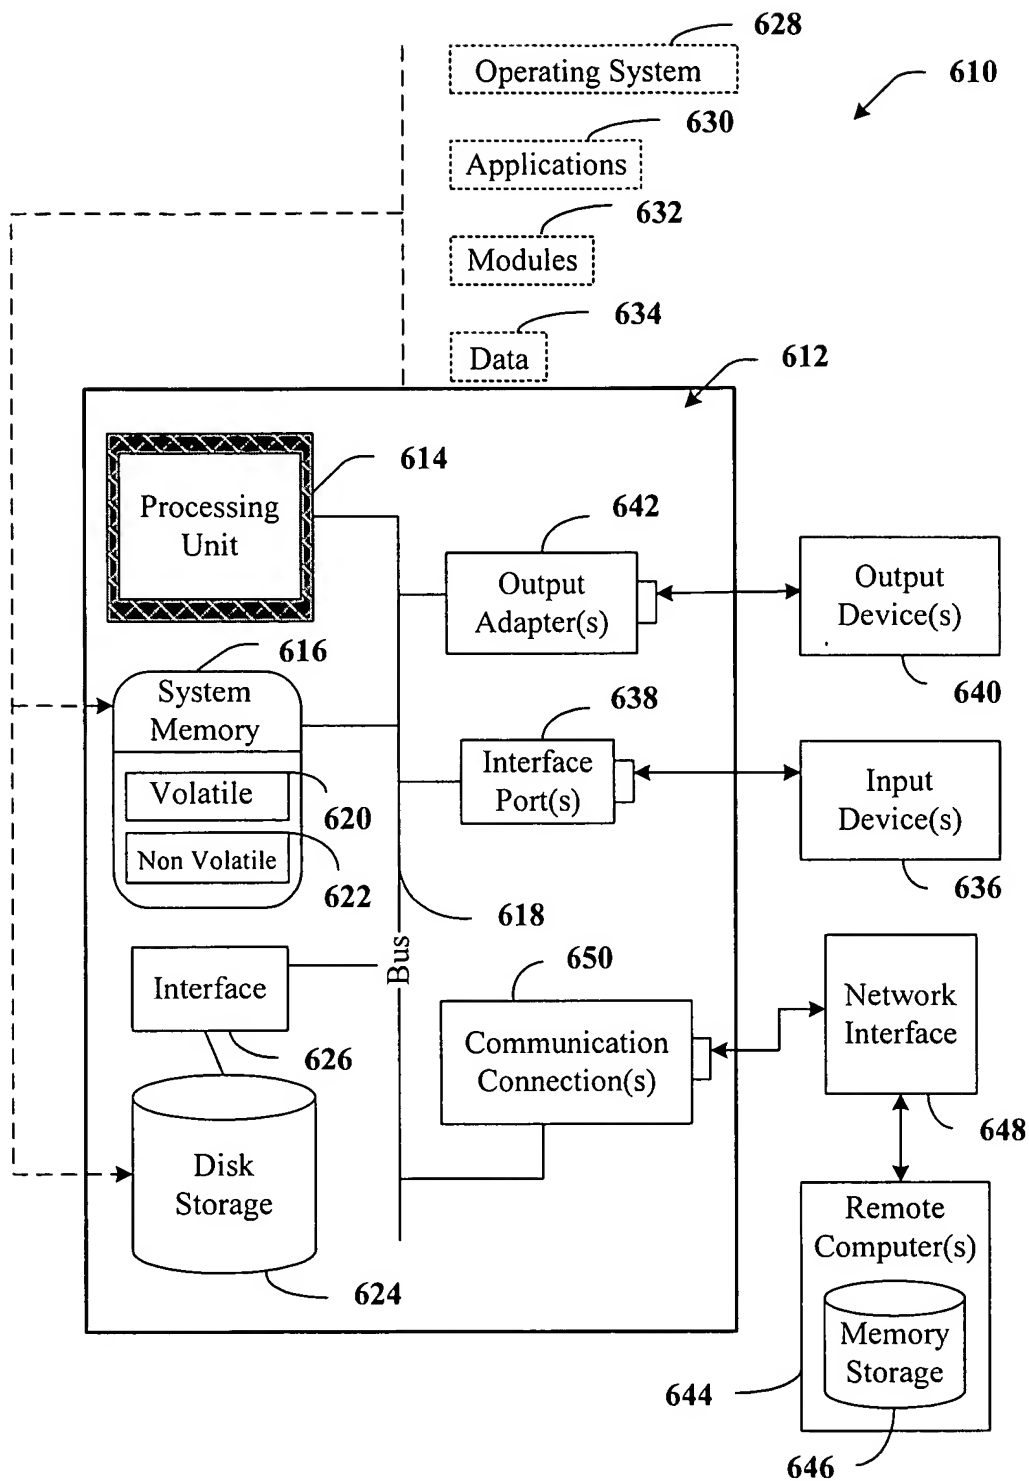 628
Operating System
610
630
Applications
632
Modules
634
Data
612
614
Processing
Unit
642
Output
Adapter(s)
Output
Device(s)
640
616
System
Memory
638
Interface
Port(s)
Input
Device(s)
636
Volatile
620
Non Volatile
622
618
Bus
650
Interface
626
Communication
Connection(s)
Network
Interface
648
Disk
Storage
624
Remote
Computer(s)
Memory
Storage
644
646